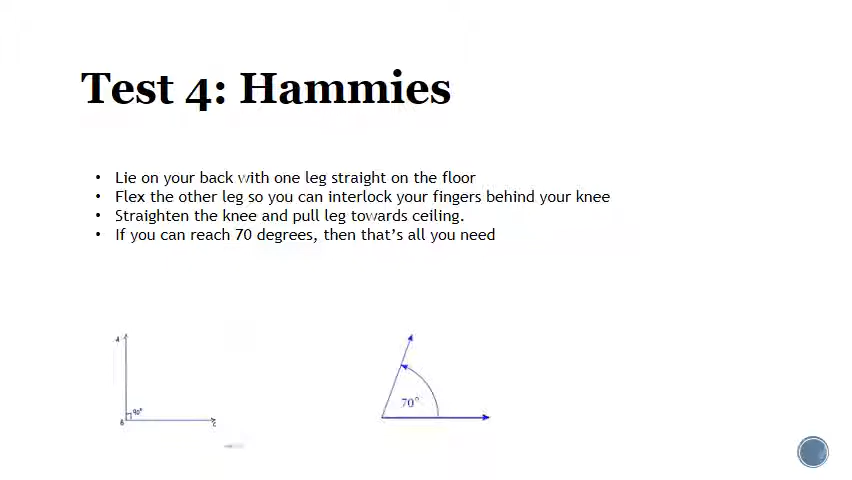 Test 4: Hammies
• Lie on your back with one leg straight on the floor
• Flex the other leg so you can interlock your fingers behind your knee
• Straighten the knee and pull leg towards ceiling.
• If you can reach 70 degrees, then that's all you need
A
90°
B
C
70°